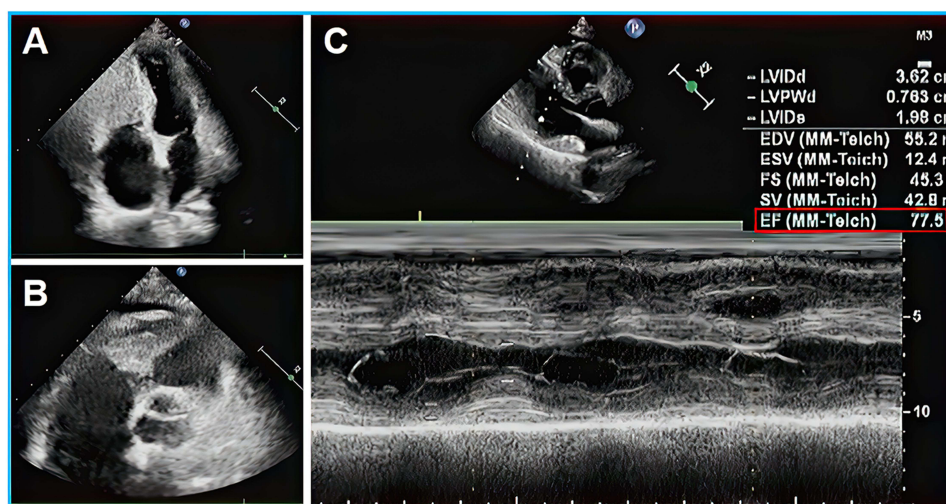 A
B
C
P
M3
x2
LVIDd 3.62 c
LVPWd 0.763 c
LVIDs 1.98 c
EDV (MM-Teich) 55.2
ESV (MM-Teich) 12.4
FS (MM-Teich) 45.3
SV (MM-Teich) 42.8
EF (MM-Teich) 77.5
-5
-10